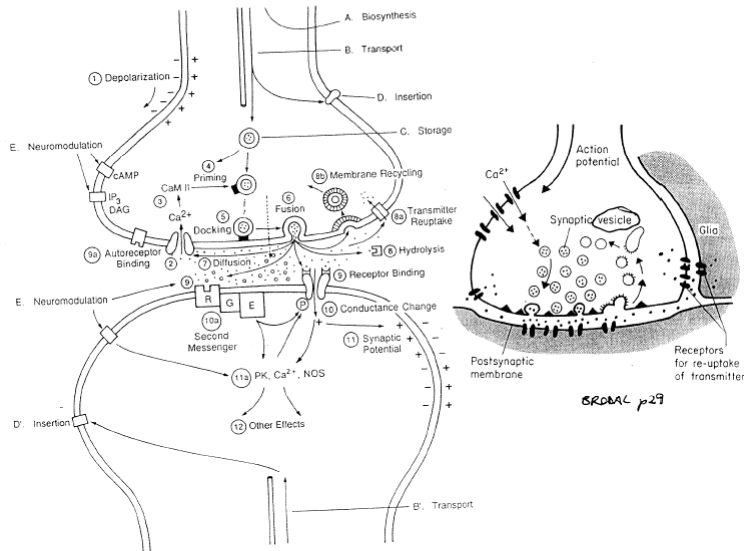 A. Biosynthesis
B. Transport
1 Depolarization
D. Insertion
C. Storage
E. Neuromodulation
cAMP
IP3
DAG
4
Priming
CaM II
3
Ca2+
5
Docking
6
Fusion
8b Membrane Recycling
8a Transmitter
Reuptake
9a Autoreceptor
Binding
2
7 Diffusion
8 Hydrolysis
9 Receptor Binding
E. Neuromodulation
9
R G E
P
10 Conductance Change
10a
Second
Messenger
11 Synaptic
Potential
11a PK, Ca2+, NOS
12 Other Effects
D'. Insertion
B'. Transport
Action
potential
Ca2+
Synaptic vesicle
Glia
Postsynaptic
membrane
Receptors
for re-uptake
of transmitter
BRODAL p29